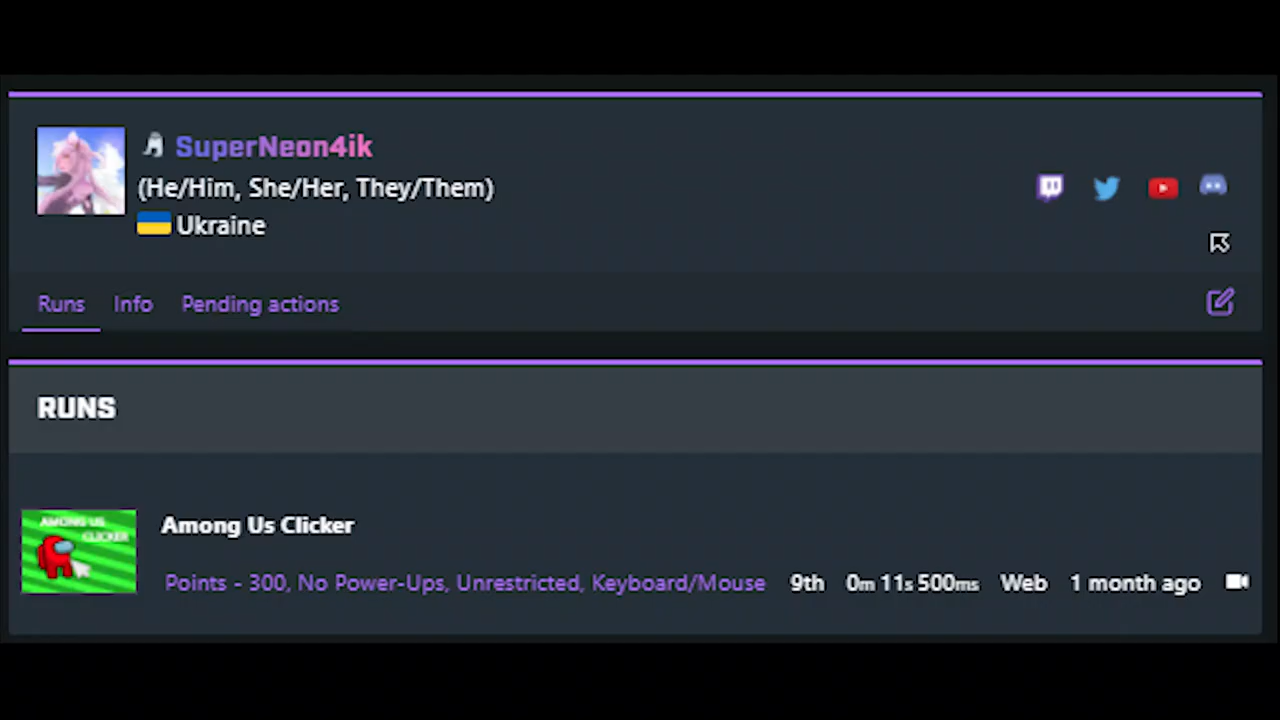 SuperNeon4ik
(He/Him, She/Her, They/Them)
Ukraine
Runs Info Pending actions
RUNS
AMONG US
CLICKER
Among Us Clicker
Points - 300, No Power-Ups, Unrestricted, Keyboard/Mouse 9th 0m 11s 500ms Web 1 month ago